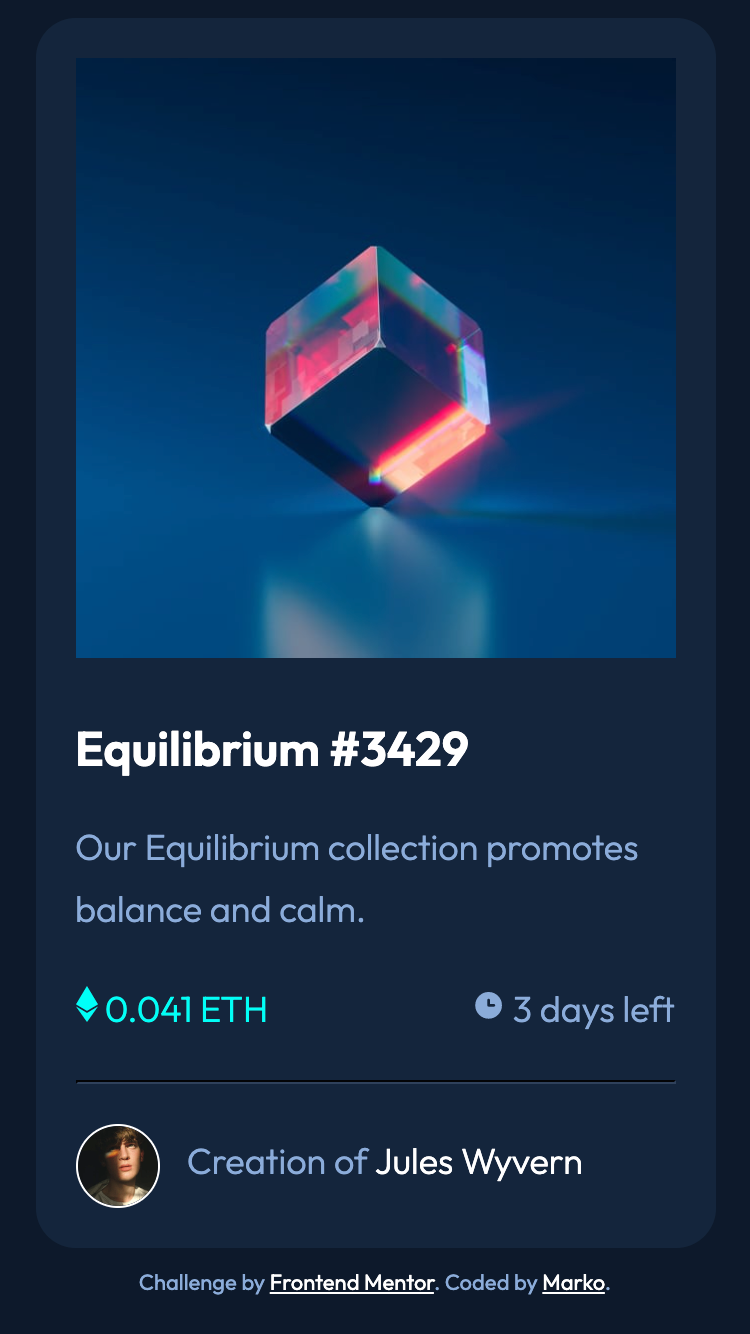 Equilibrium #3429
Our Equilibrium collection promotes
balance and calm.
0.041 ETH
3 days left
Creation of Jules Wyvern
Challenge by Frontend Mentor. Coded by Marko.